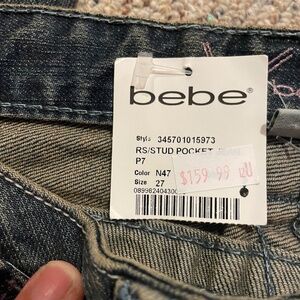 bebe®
Style 345701015973
RS/STUD POCKET
P7
Color N47
Size 27
$159.99